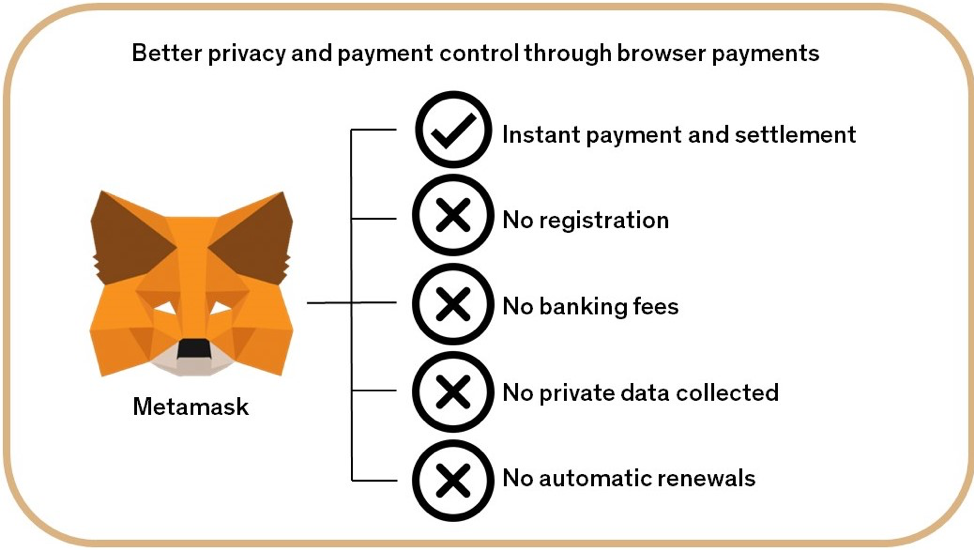 Better privacy and payment control through browser payments
Instant payment and settlement
No registration
No banking fees
No private data collected
No automatic renewals
Metamask